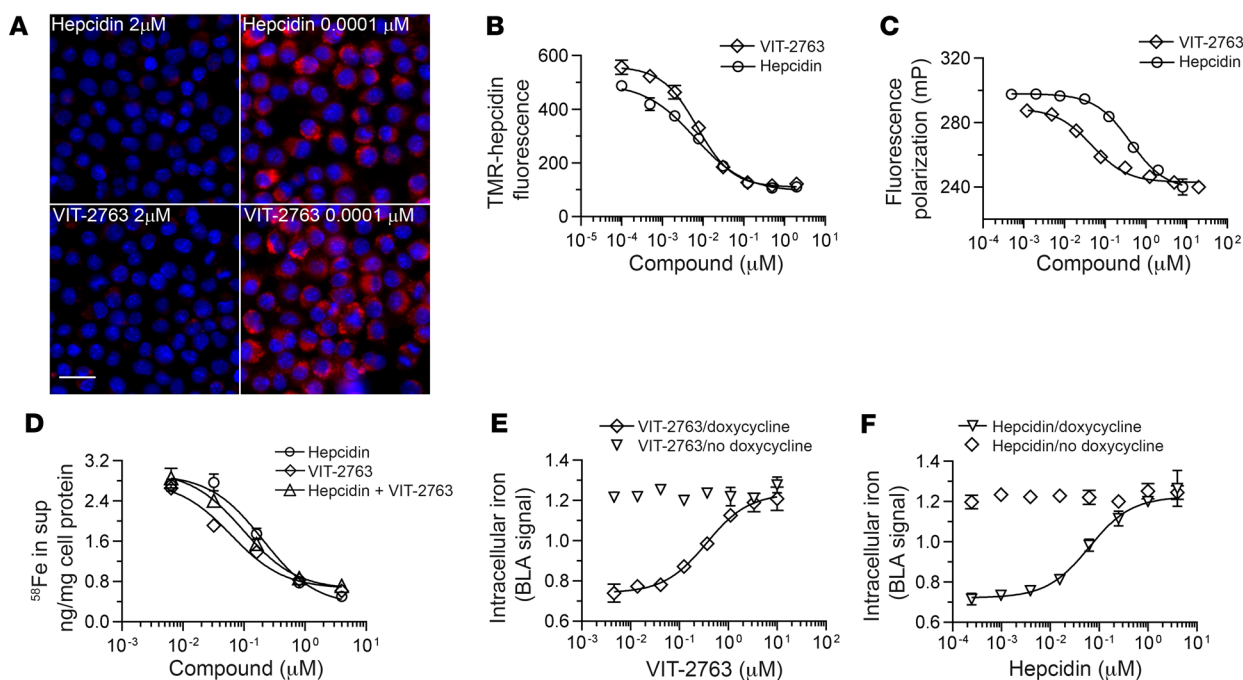 A
Hepcidin 2μM
Hepcidin 0.0001 μM
VIT-2763 2μM
VIT-2763 0.0001 μM
B
VIT-2763
Hepcidin
TMR-hepcidin
fluorescence
600
400
200
0
10⁻⁵ 10⁻⁴ 10⁻³ 10⁻² 10⁻¹ 10⁰ 10¹
Compound (μM)
C
VIT-2763
Hepcidin
Fluorescence
polarization (mP)
320
280
240
10⁻⁴ 10⁻³ 10⁻² 10⁻¹ 10⁰ 10¹ 10²
Compound (μM)
D
Hepcidin
VIT-2763
Hepcidin + VIT-2763
⁵⁸Fe in sup
ng/mg cell protein
3.2
2.4
1.6
0.8
0.0
10⁻³ 10⁻² 10⁻¹ 10⁰ 10¹
Compound (μM)
E
VIT-2763/doxycycline
VIT-2763/no doxycycline
Intracellular iron
(BLA signal)
1.4
1.2
1.0
0.8
0.6
10⁻³ 10⁻² 10⁻¹ 10⁰ 10¹
VIT-2763 (μM)
F
Hepcidin/doxycycline
Hepcidin/no doxycycline
Intracellular iron
(BLA signal)
1.4
1.2
1.0
0.8
0.6
10⁻⁴ 10⁻³ 10⁻² 10⁻¹ 10⁰ 10¹
Hepcidin (μM)